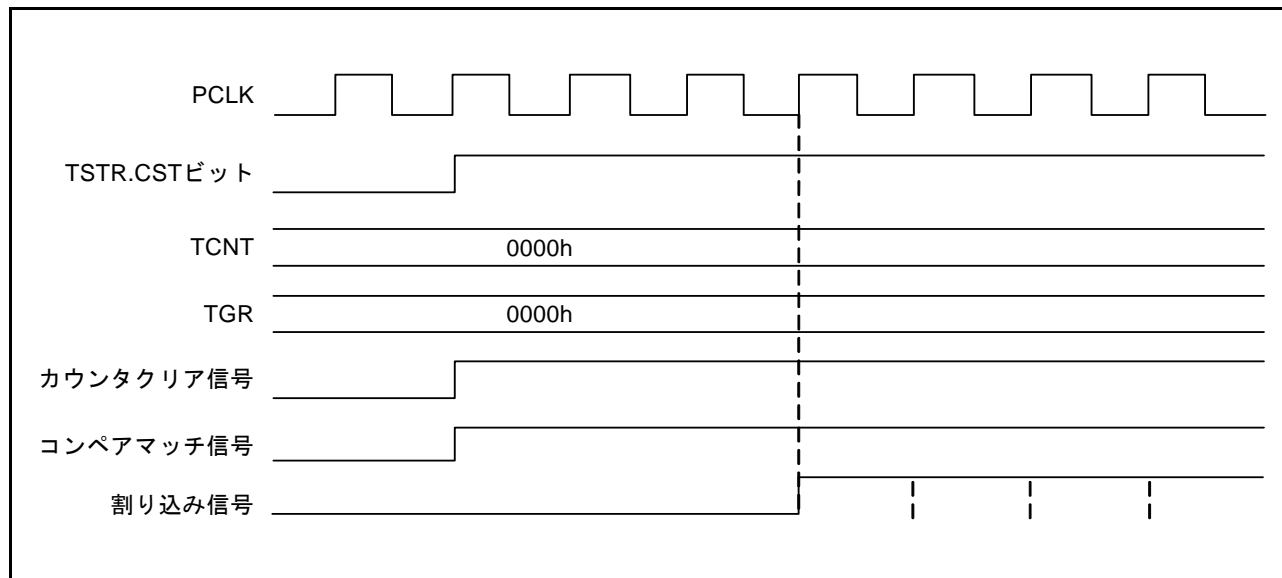 PCLK
TSTR.CSTビット
TCNT 0000h
TGR 0000h
カウンタクリア信号
コンペアマッチ信号
割り込み信号